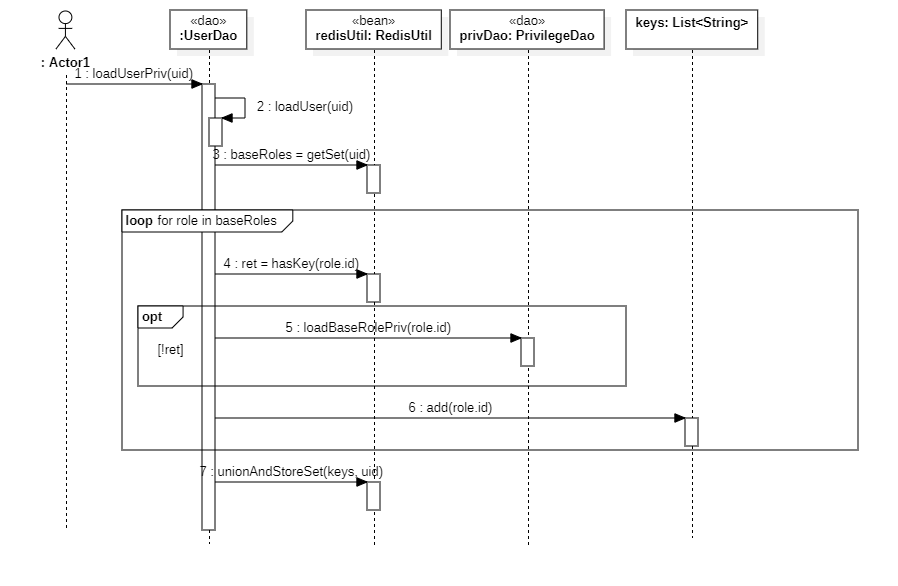 «dao»
:UserDao
«bean»
redisUtil: RedisUtil
«dao»
privDao: PrivilegeDao
keys: List<String>
: Actor1
1 : loadUserPriv(uid)
2 : loadUser(uid)
3 : baseRoles = getSet(uid)
loop for role in baseRoles
4 : ret = hasKey(role.id)
opt
5 : loadBaseRolePriv(role.id)
[!ret]
6 : add(role.id)
7 : unionAndStoreSet(keys, uid)